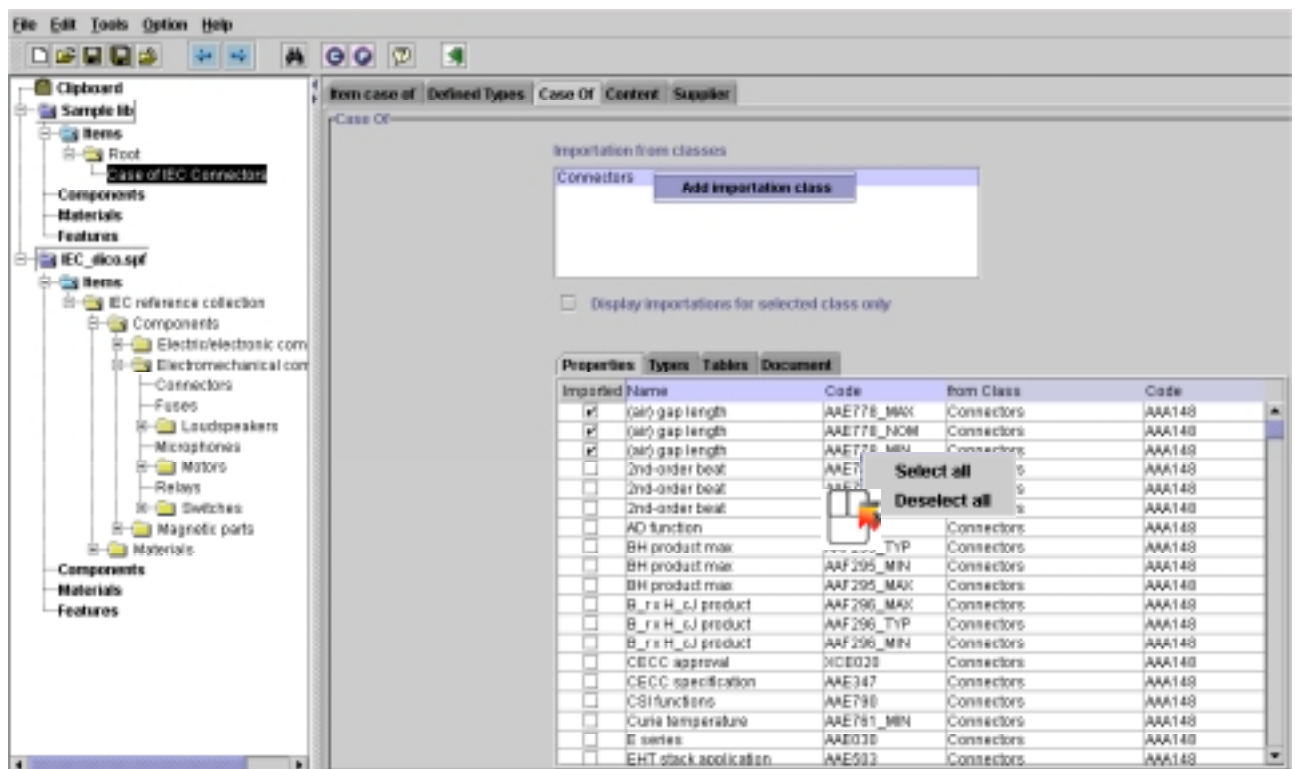 File Edit Tools Option Help
Clipboard
Sample lib
Items
Root
Case of IEC Connectors
Components
Materials
Features
IEC_dico.spf
Items
IEC reference collection
Components
Electric/electronic com
Electromechanical com
Connectors
Fuses
Loudspeakers
Microphones
Motors
Relays
Switches
Magnetic parts
Materials
Components
Materials
Features
Item case of Defined Types Case Of Content Supplier
Case Of
Importation from classes
Connectors
Add importation class
Display importations for selected class only
Properties Types Tables Document
Imported Name Code from Class Code
(air) gap length AAE778_MAX Connectors AAA148
(air) gap length AAE778_NOM Connectors AAA148
(air) gap length AAE778_MIN Connectors AAA148
2nd-order beat AAE7 s AAA148
2nd-order beat s AAA148
2nd-order beat s AAA148
Select all
Deselect all
AD function Connectors AAA148
BH product max _TYP Connectors AAA148
BH product max AAF295_MIN Connectors AAA148
BH product max AAF295_MAX Connectors AAA148
B_r x H_cJ product AAF296_MAX Connectors AAA148
B_r x H_cJ product AAF296_TYP Connectors AAA148
B_r x H_cJ product AAF296_MIN Connectors AAA148
CECC approval XCE020 Connectors AAA148
CECC specification AAE347 Connectors AAA148
CSI functions AAE790 Connectors AAA148
Curie temperature AAE761_MIN Connectors AAA148
E series AAE030 Connectors AAA148
EHT stack application AAE503 Connectors AAA148